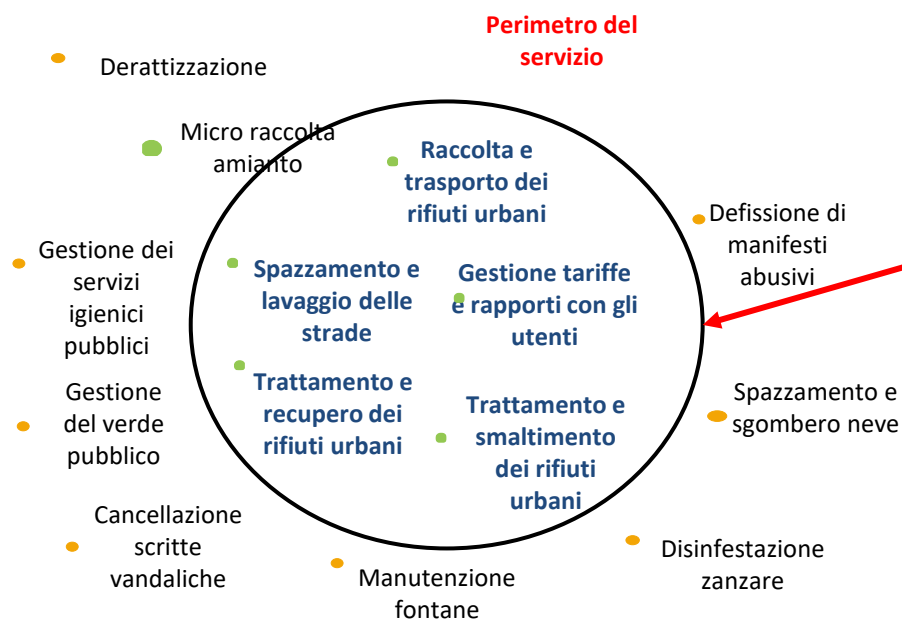 Perimetro del
servizio
Derattizzazione
Micro raccolta
amianto
Raccolta e
trasporto dei
rifiuti urbani
Defissione di
manifesti
abusivi
Gestione dei
servizi
igienici
pubblici
Spazzamento e
lavaggio delle
strade
Gestione tariffe
e rapporti con gli
utenti
Trattamento e
recupero dei
rifiuti urbani
Trattamento e
smaltimento
dei rifiuti
urbani
Gestione
del verde
pubblico
Spazzamento e
sgombero neve
Cancellazione
scritte
vandaliche
Manutenzione
fontane
Disinfestazione
zanzare